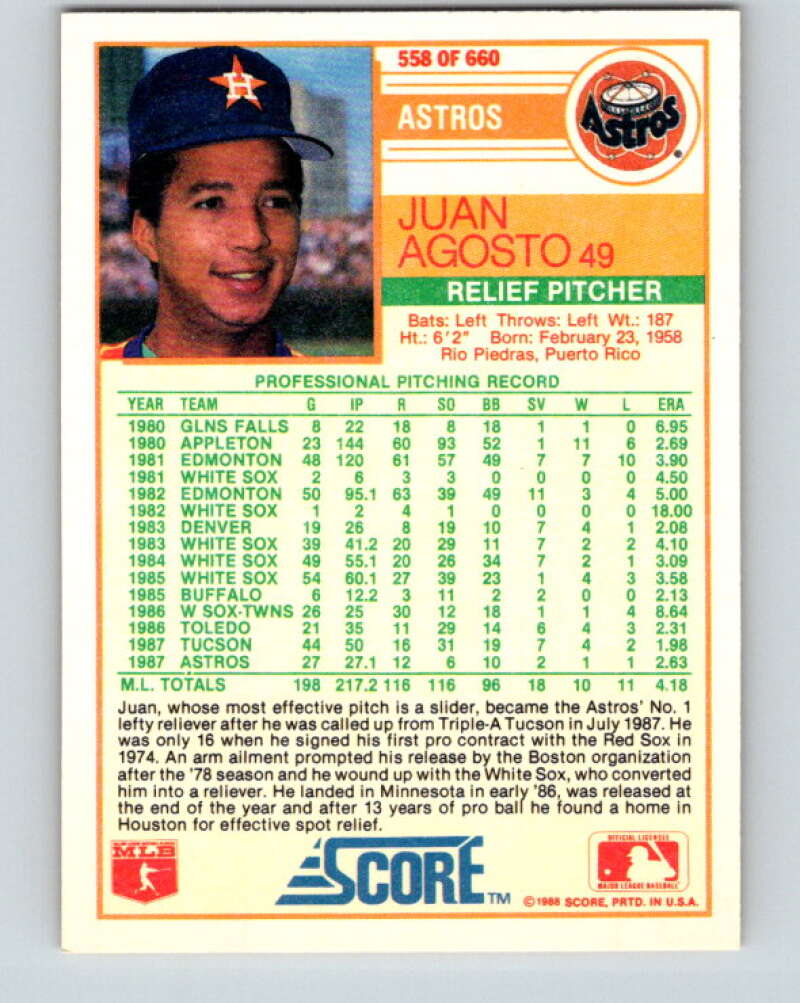 558 OF 660
H
ASTROS
Astros
JUAN
AGOSTO 49
RELIEF PITCHER
Bats: Left Throws: Left Wt.: 187
Ht.: 6'2" Born: February 23, 1958
Rio Piedras, Puerto Rico
PROFESSIONAL PITCHING RECORD
YEAR TEAM G IP R SO BB SV W L ERA
1980 GLNS FALLS 8 22 18 8 18 1 1 0 6.95
1980 APPLETON 23 144 60 93 52 1 11 6 2.69
1981 EDMONTON 48 120 61 57 49 7 7 10 3.90
1981 WHITE SOX 2 6 3 3 0 0 0 0 4.50
1982 EDMONTON 50 95.1 63 39 49 11 3 4 5.00
1982 WHITE SOX 1 2 4 1 0 0 0 0 18.00
1983 DENVER 19 26 8 19 10 7 4 1 2.08
1983 WHITE SOX 39 41.2 20 29 11 7 2 2 4.10
1984 WHITE SOX 49 55.1 20 26 34 7 2 1 3.09
1985 WHITE SOX 54 60.1 27 39 23 1 4 3 3.58
1985 BUFFALO 6 12.2 3 11 2 2 0 0 2.13
1986 W SOX-TWNS 26 25 30 12 18 1 1 4 8.64
1986 TOLEDO 21 35 11 29 14 6 4 3 2.31
1987 TUCSON 44 50 16 31 19 7 4 2 1.98
1987 ASTROS 27 27.1 12 6 10 2 1 1 2.63
M.L. TOTALS 198 217.2 116 116 96 18 10 11 4.18
Juan, whose most effective pitch is a slider, became the Astros' No. 1
lefty reliever after he was called up from Triple-A Tucson in July 1987. He
was only 16 when he signed his first pro contract with the Red Sox in
1974. An arm ailment prompted his release by the Boston organization
after the '78 season and he wound up with the White Sox, who converted
him into a reliever. He landed in Minnesota in early '86, was released at
the end of the year and after 13 years of pro ball he found a home in
Houston for effective spot relief.
MLB
SCORE™
OFFICIAL LICENSEE
MAJOR LEAGUE BASEBALL
©1988 SCORE, PRTD. IN U.S.A.